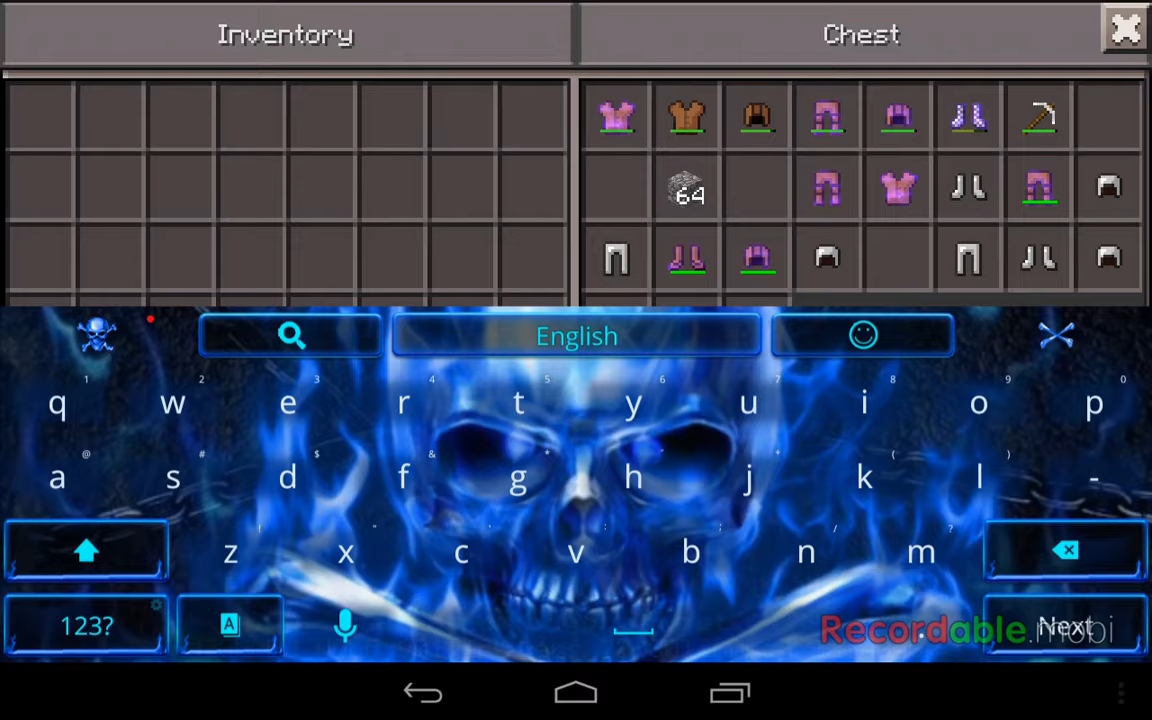 Inventory
Chest
64
English
1 2 3 4 5 6 7 8 9 0
q w e r t y u i o p
@ # $ & * - + ( )
a s d f g h j k l -
! " ' : ; / ?
z x c v b n m
123? A Next
Recordable.mobi